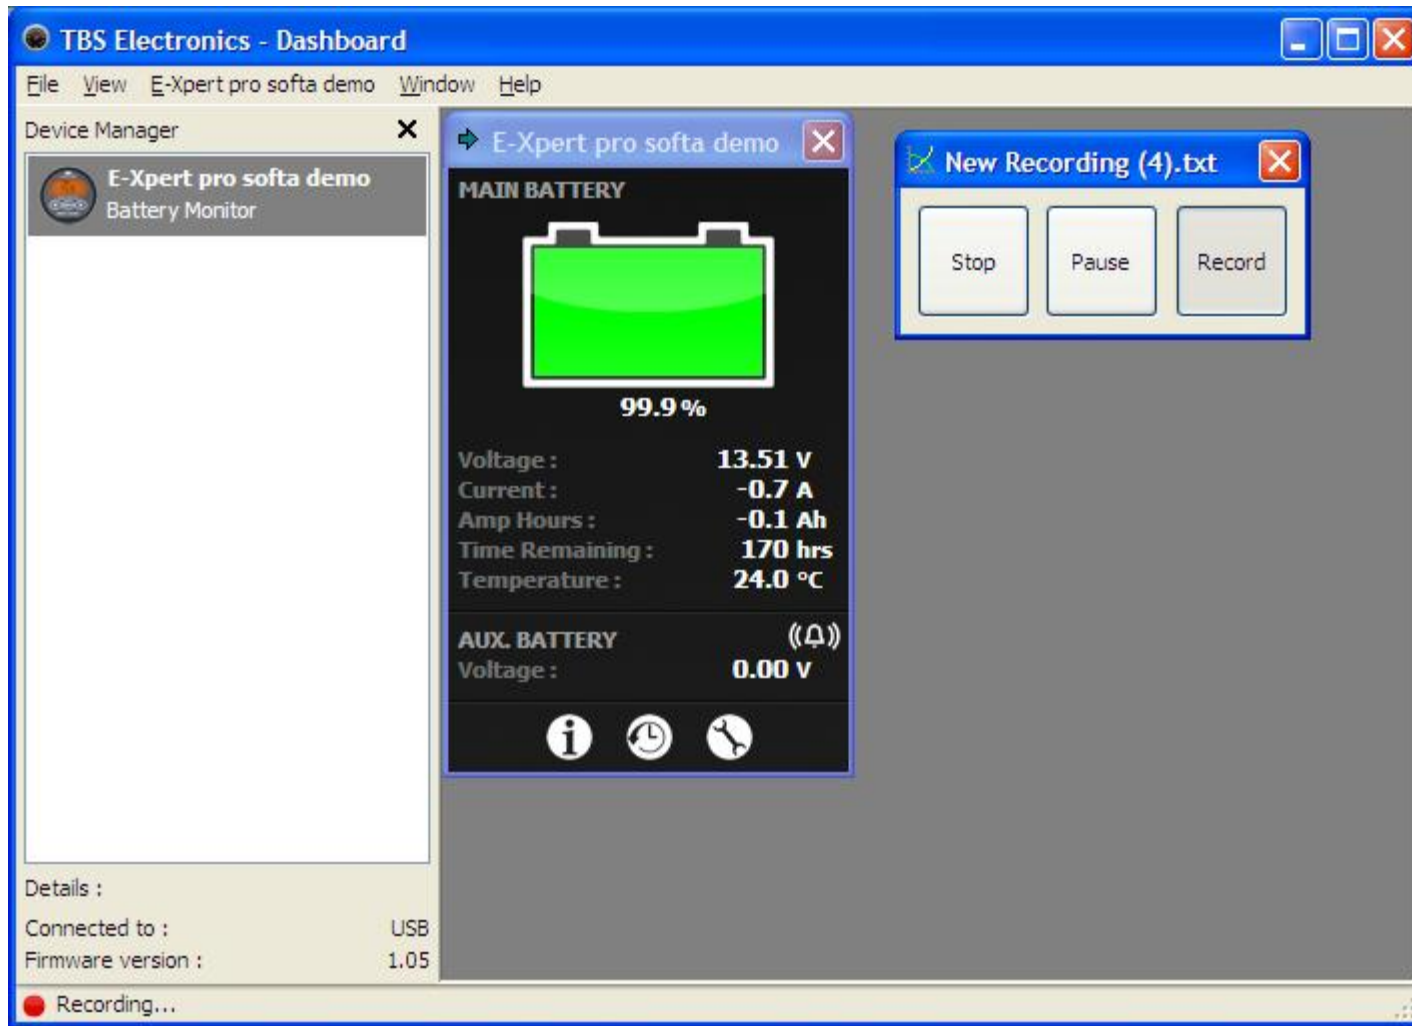 TBS Electronics - Dashboard
File View E-Xpert pro softa demo Window Help
Device Manager
E-Xpert pro softa demo
Battery Monitor
Details :
Connected to : USB
Firmware version : 1.05
E-Xpert pro softa demo
MAIN BATTERY
99.9 %
Voltage : 13.51 V
Current : -0.7 A
Amp Hours : -0.1 Ah
Time Remaining : 170 hrs
Temperature : 24.0 °C
AUX. BATTERY
Voltage : 0.00 V
New Recording (4).txt
Stop Pause Record
Recording...